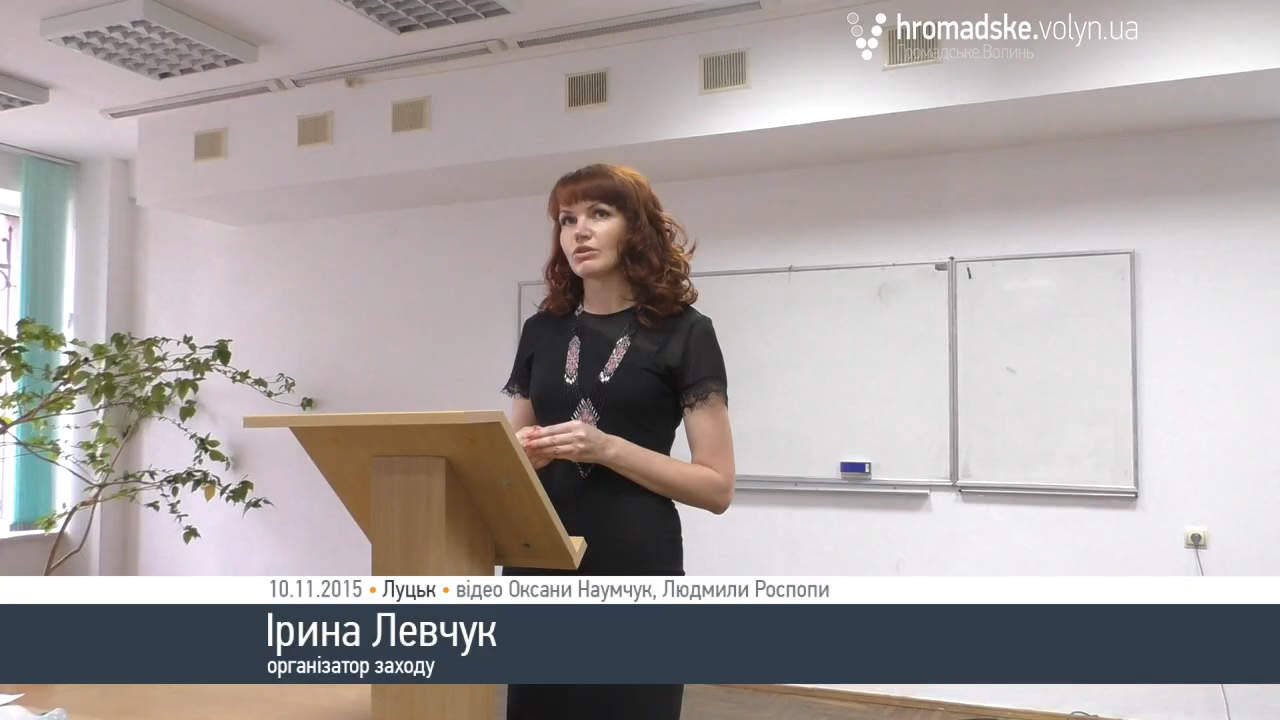 hromadske.volyn.ua
Громадське.Волинь
10.11.2015 • Луцьк • відео Оксани Наумчук, Людмили Роспопи
Ірина Левчук
організатор заходу